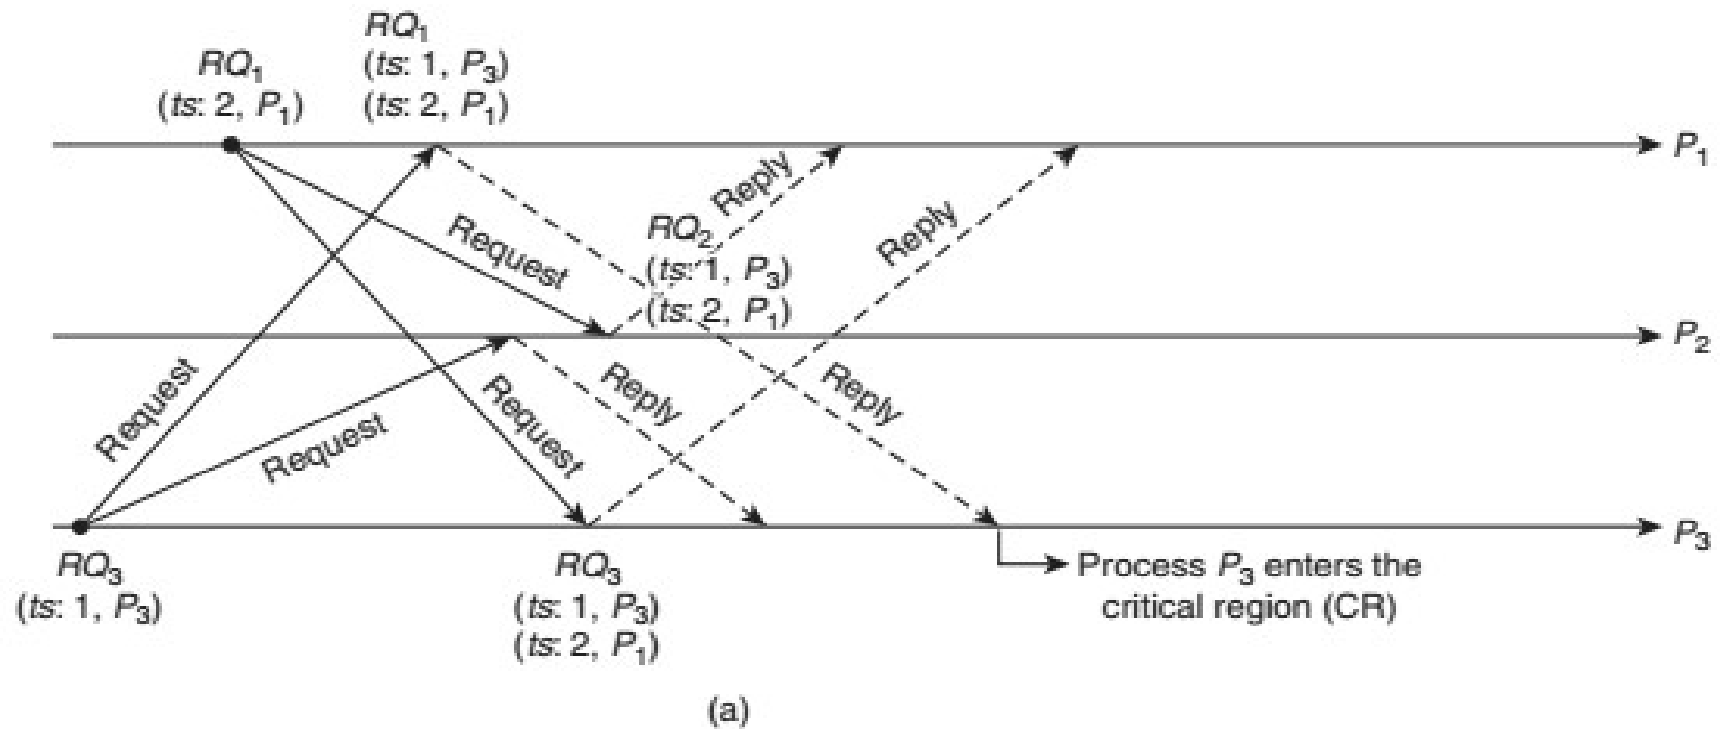 RQ₁
(ts: 2, P₁)
RQ₁
(ts: 1, P₃)
(ts: 2, P₁)
P₁
Request
Reply
RQ₂
(ts: 1, P₃)
(ts: 2, P₁)
Reply
P₂
Request
Request
Request
Reply
Reply
P₃
RQ₃
(ts: 1, P₃)
RQ₃
(ts: 1, P₃)
(ts: 2, P₁)
Process P₃ enters the
critical region (CR)
(a)